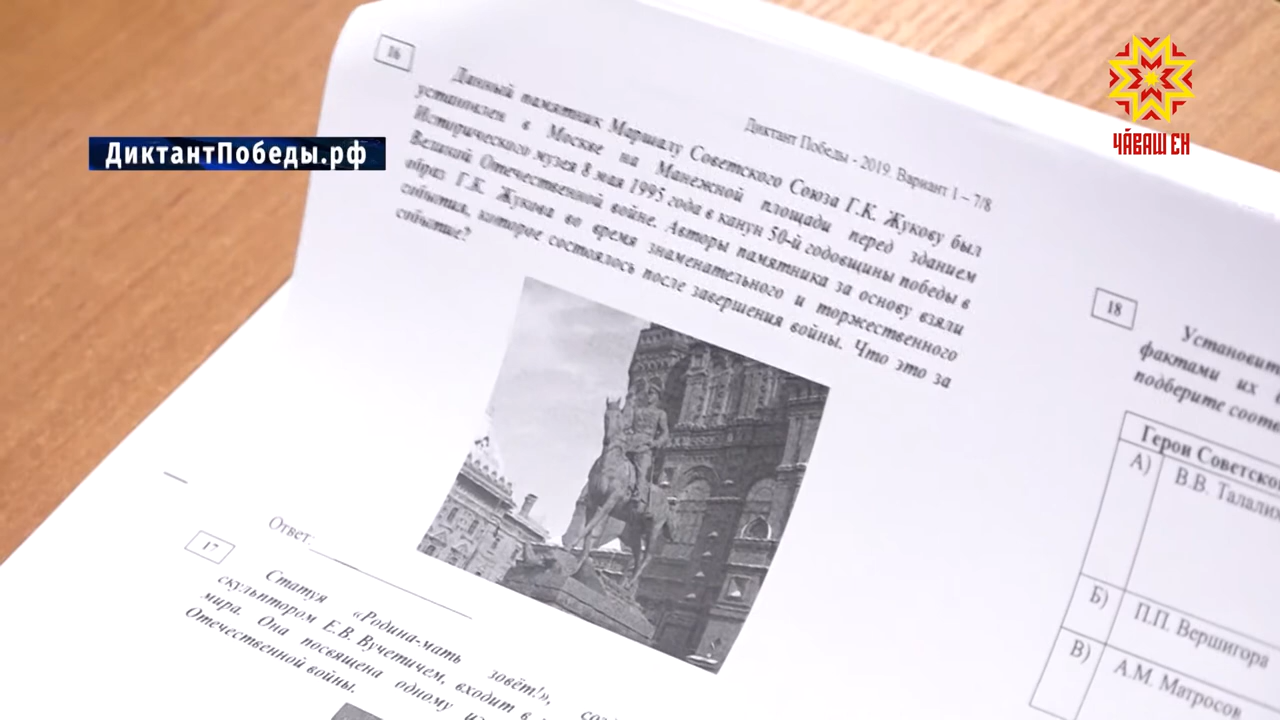 ДиктантПобеды.рф
ЧӐВАШ ЕН
Диктант Победы - 2019. Вариант 1 – 7/8
16
Данный памятник Маршалу Советского Союза Г.К. Жукову был
установлен в Москве на Манежной площади перед зданием
Исторического музея 8 мая 1995 года в канун 50-й годовщины победы в
Великой Отечественной войне. Авторы памятника за основу взяли
образ Г.К. Жукова во время знаменательного и торжественного
события, которое состоялось после завершения войны. Что это за
событие?
Ответ:
17
Статуя «Родина-мать зовёт!»,
скульптором Е.В. Вучетичем, входит в
мира. Она посвящена одному из
Отечественной войны.
18
Установит
фактами их
подберите соотв
Герои Советско
А) В.В. Талалих
Б) П.П. Вершигора
В) А.М. Матросов